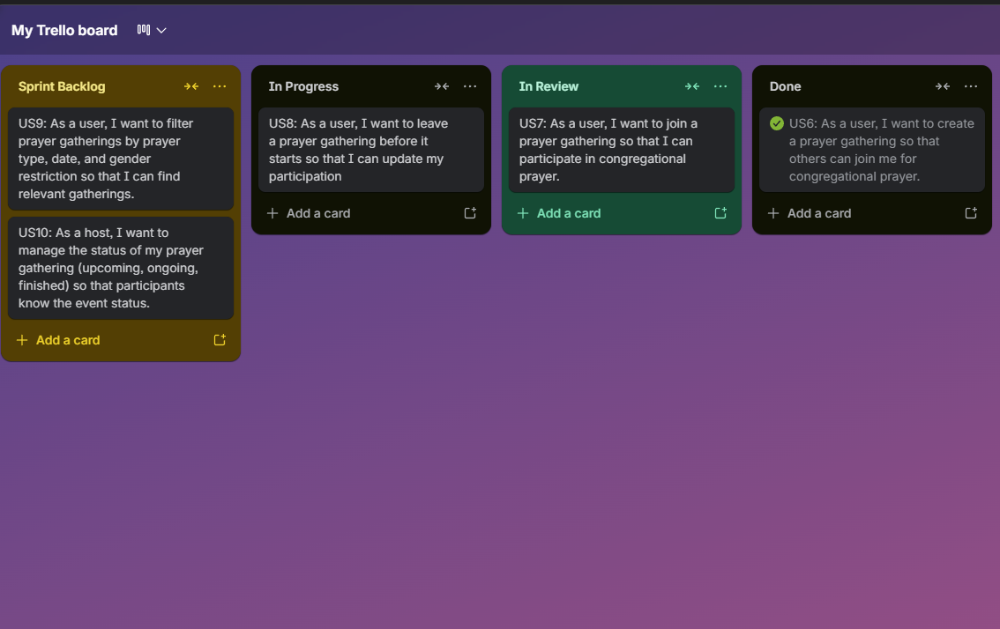 My Trello board
Sprint Backlog
US9: As a user, I want to filter
prayer gatherings by prayer
type, date, and gender
restriction so that I can find
relevant gatherings.
US10: As a host, I want to
manage the status of my prayer
gathering (upcoming, ongoing,
finished) so that participants
know the event status.
Add a card
In Progress
US8: As a user, I want to leave
a prayer gathering before it
starts so that I can update my
participation
Add a card
In Review
US7: As a user, I want to join a
prayer gathering so that I can
participate in congregational
prayer.
Add a card
Done
US6: As a user, I want to create
a prayer gathering so that
others can join me for
congregational prayer.
Add a card